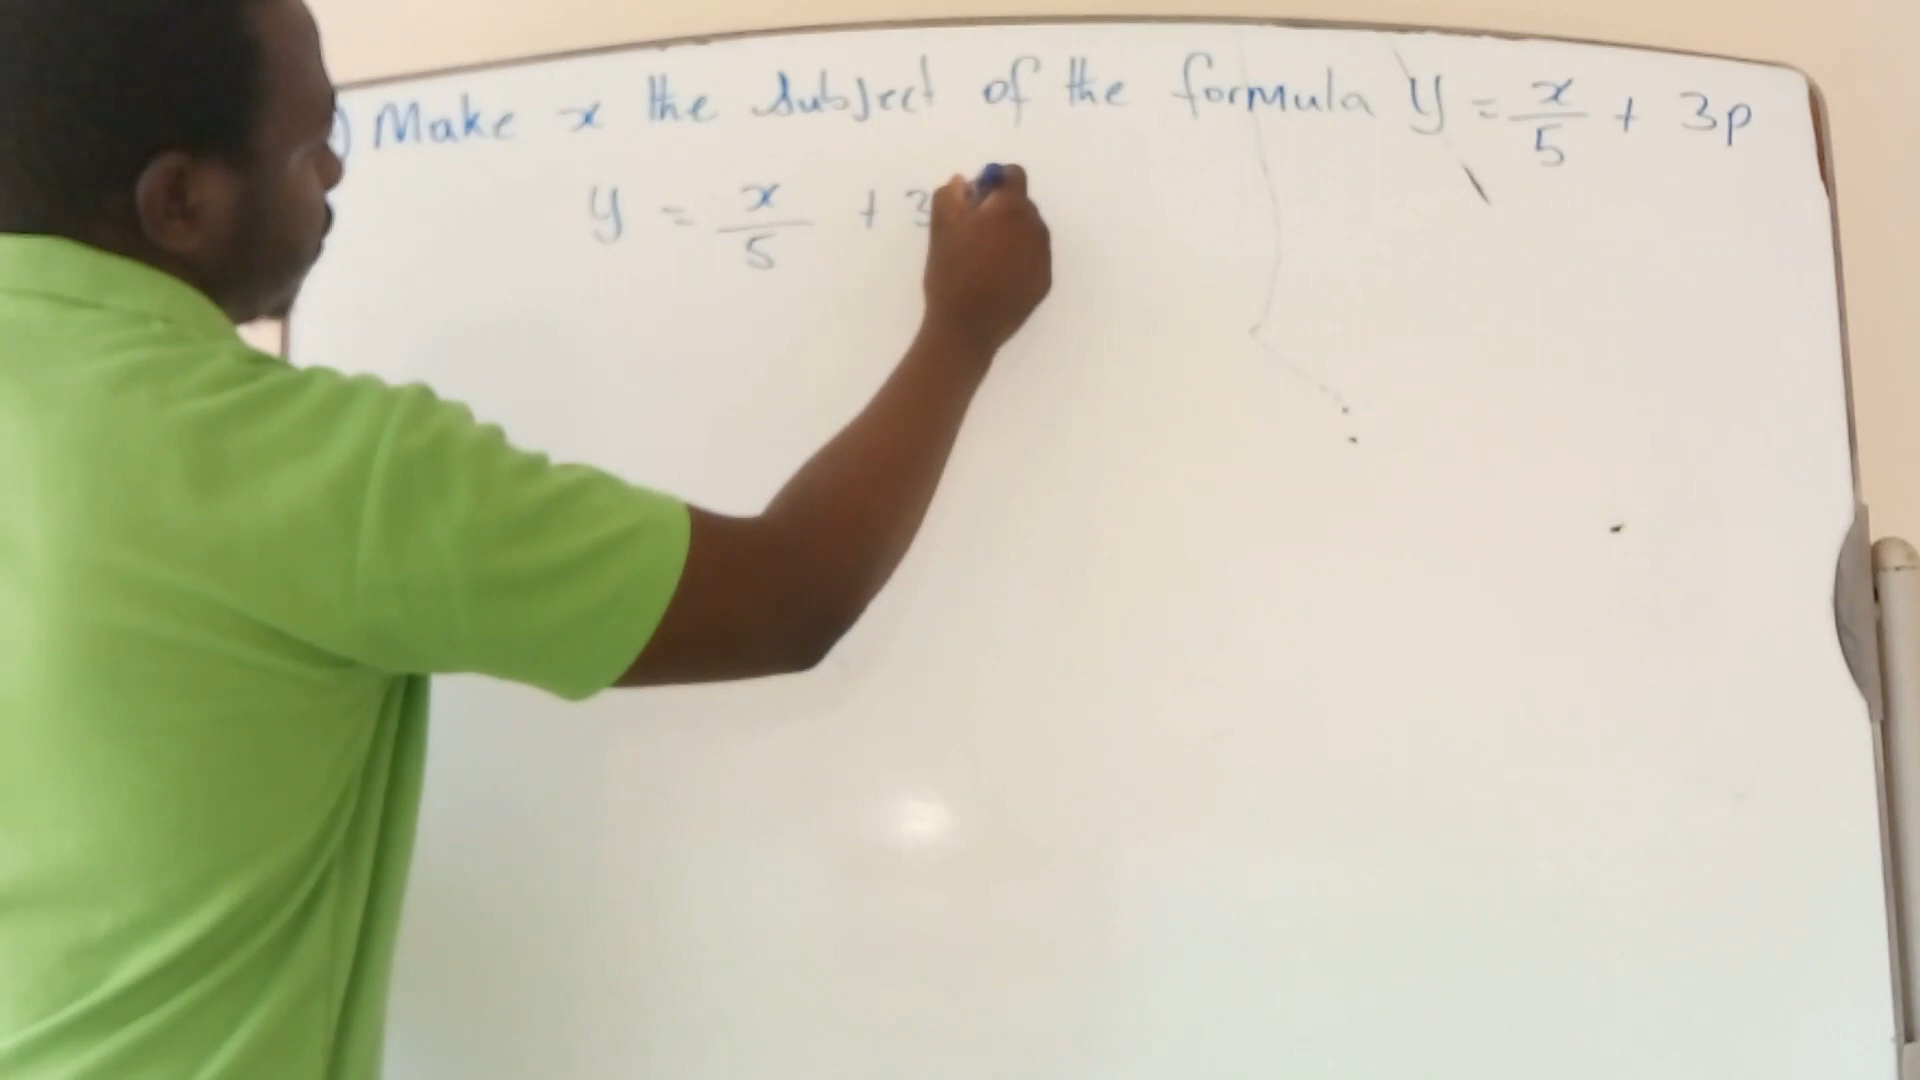 ) Make x the subject of the formula y = x/5 + 3p
y = x/5 + 3